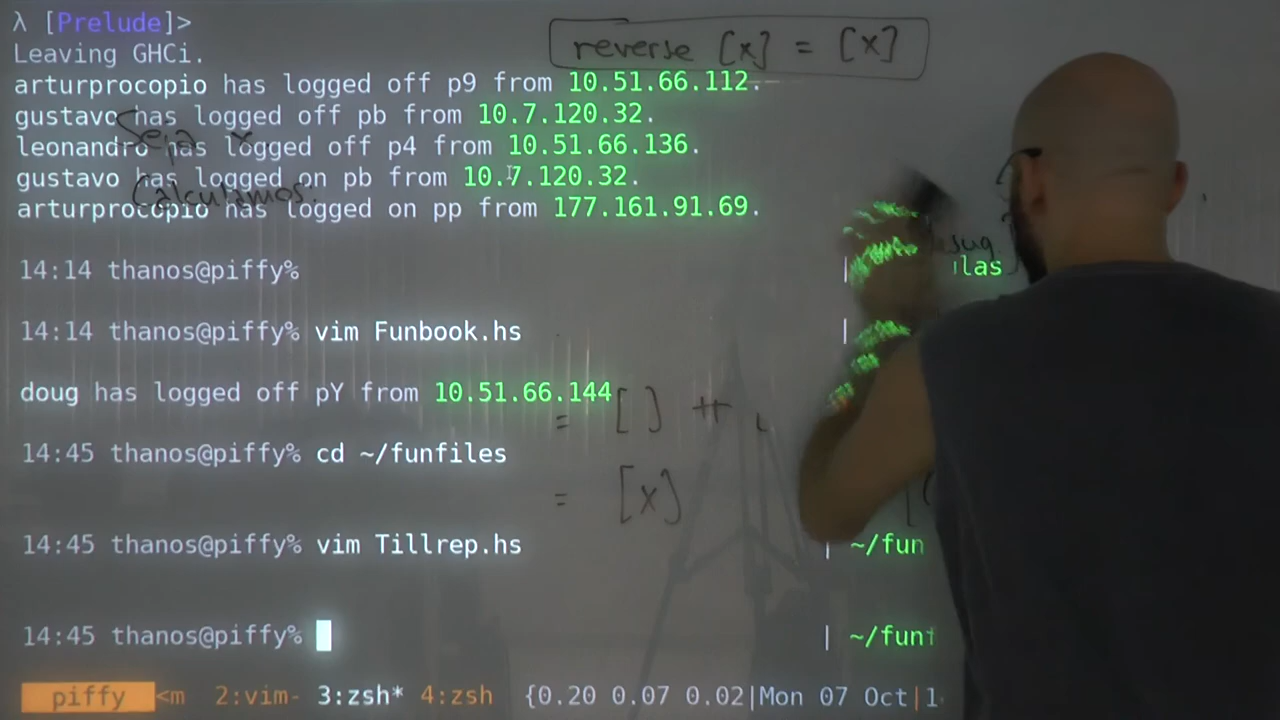 λ [Prelude]>
reverse [x] = [x]
Leaving GHCi.
arturprocopio has logged off p9 from 10.51.66.112.
gustavo has logged off pb from 10.7.120.32.
Seja x
leonandro has logged off p4 from 10.51.66.136.
gustavo has logged on pb from 10.7.120.32.
Calculamos:
arturprocopio has logged on pp from 177.161.91.69.
14:14 thanos@piffy% |
14:14 thanos@piffy% vim Funbook.hs |
doug has logged off pY from 10.51.66.144
= [] ++
14:45 thanos@piffy% cd ~/funfiles
= [x]
14:45 thanos@piffy% vim Tillrep.hs | ~/fun
14:45 thanos@piffy% | ~/fun
piffy <m 2:vim- 3:zsh* 4:zsh {0.20 0.07 0.02|Mon 07 Oct|1